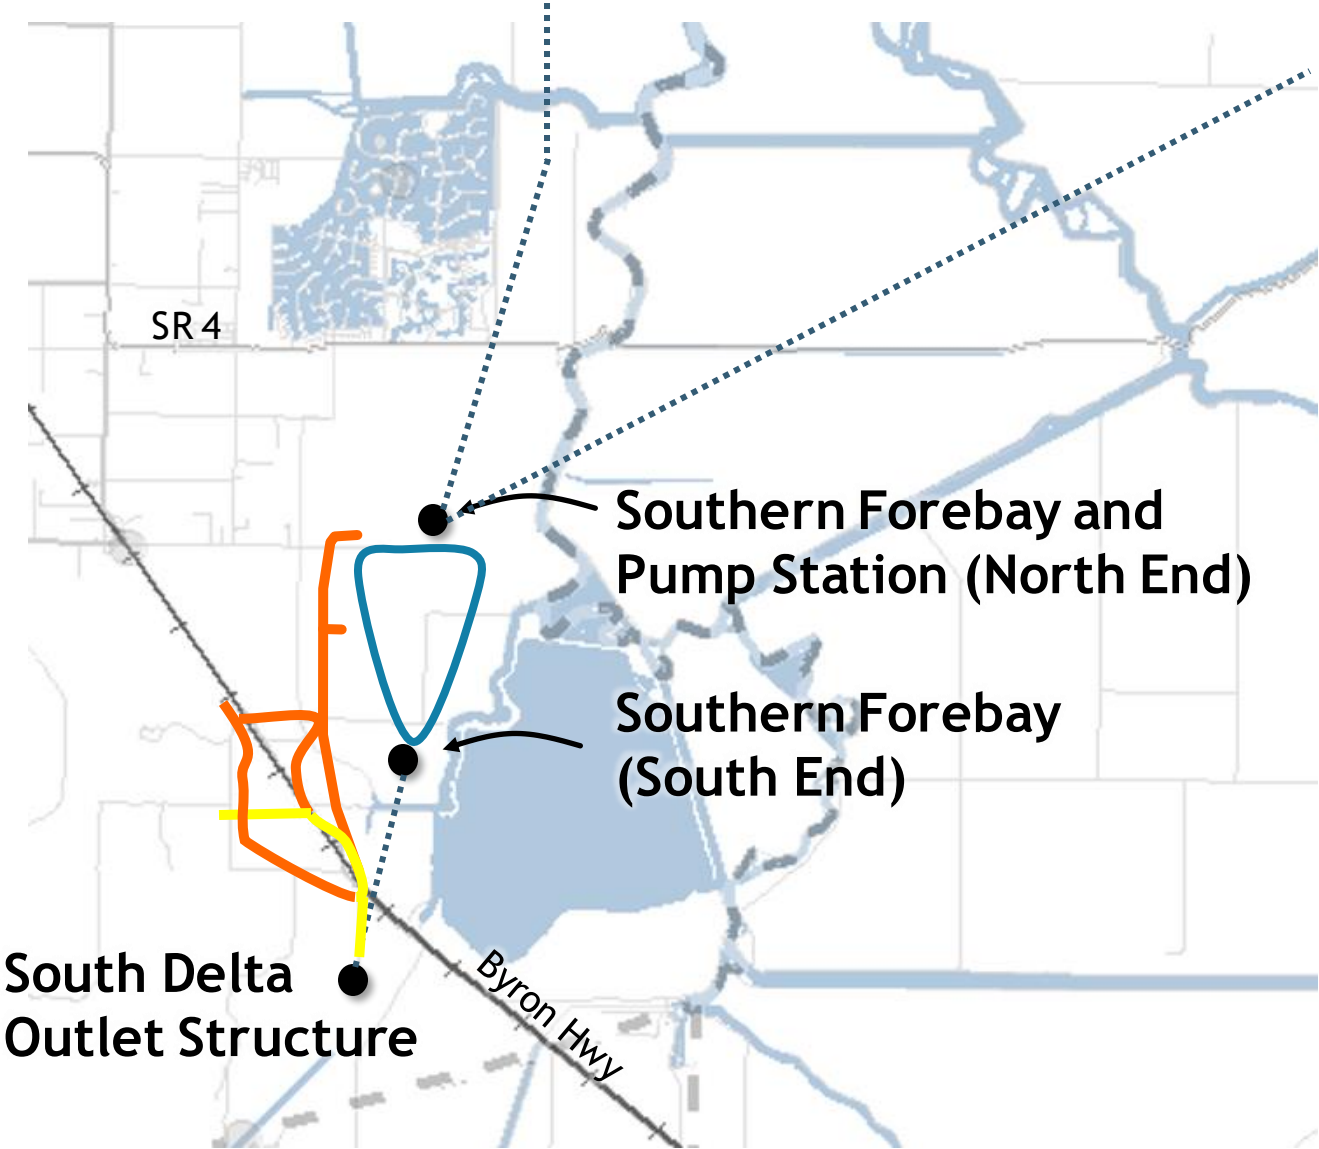 SR 4
Southern Forebay and
Pump Station (North End)
Southern Forebay
(South End)
South Delta
Outlet Structure
Byron Hwy